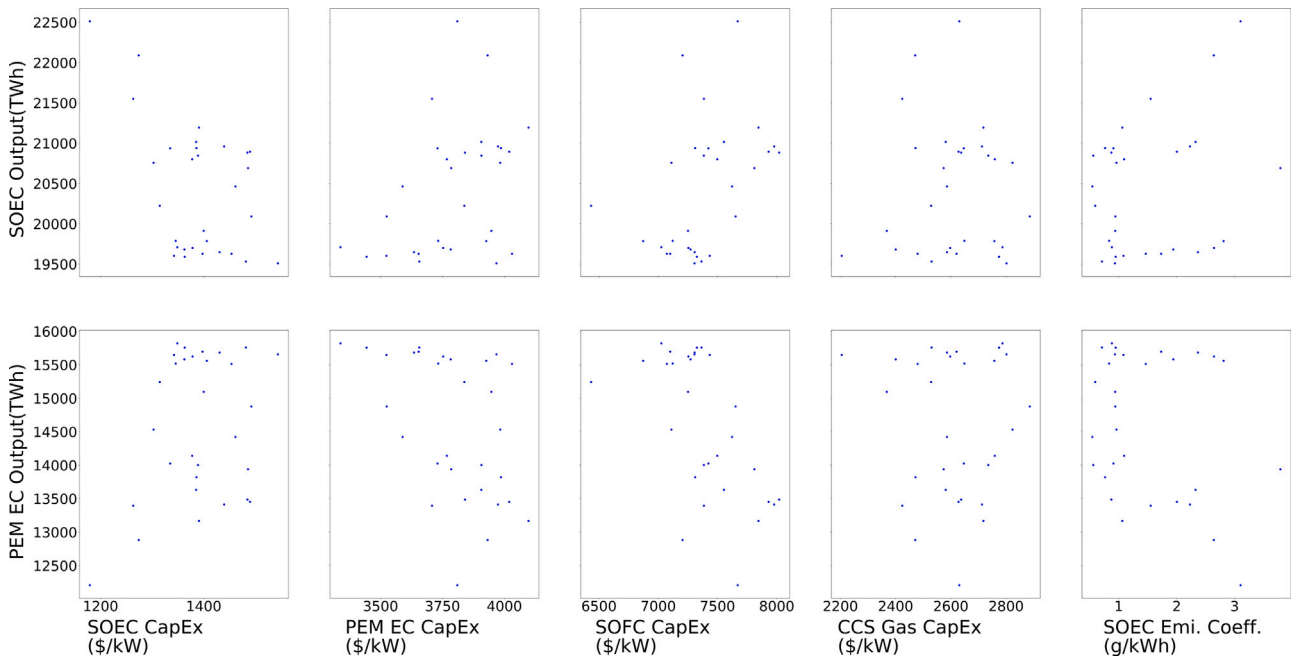 22500
22000
21500
21000
20500
20000
19500
SOEC Output(TWh)
16000
15500
15000
14500
14000
13500
13000
12500
PEM EC Output(TWh)
1200 1400
SOEC CapEx
($/kW)
3500 3750 4000
PEM EC CapEx
($/kW)
6500 7000 7500 8000
SOFC CapEx
($/kW)
2200 2400 2600 2800
CCS Gas CapEx
($/kW)
1 2 3
SOEC Emi. Coeff.
(g/kWh)